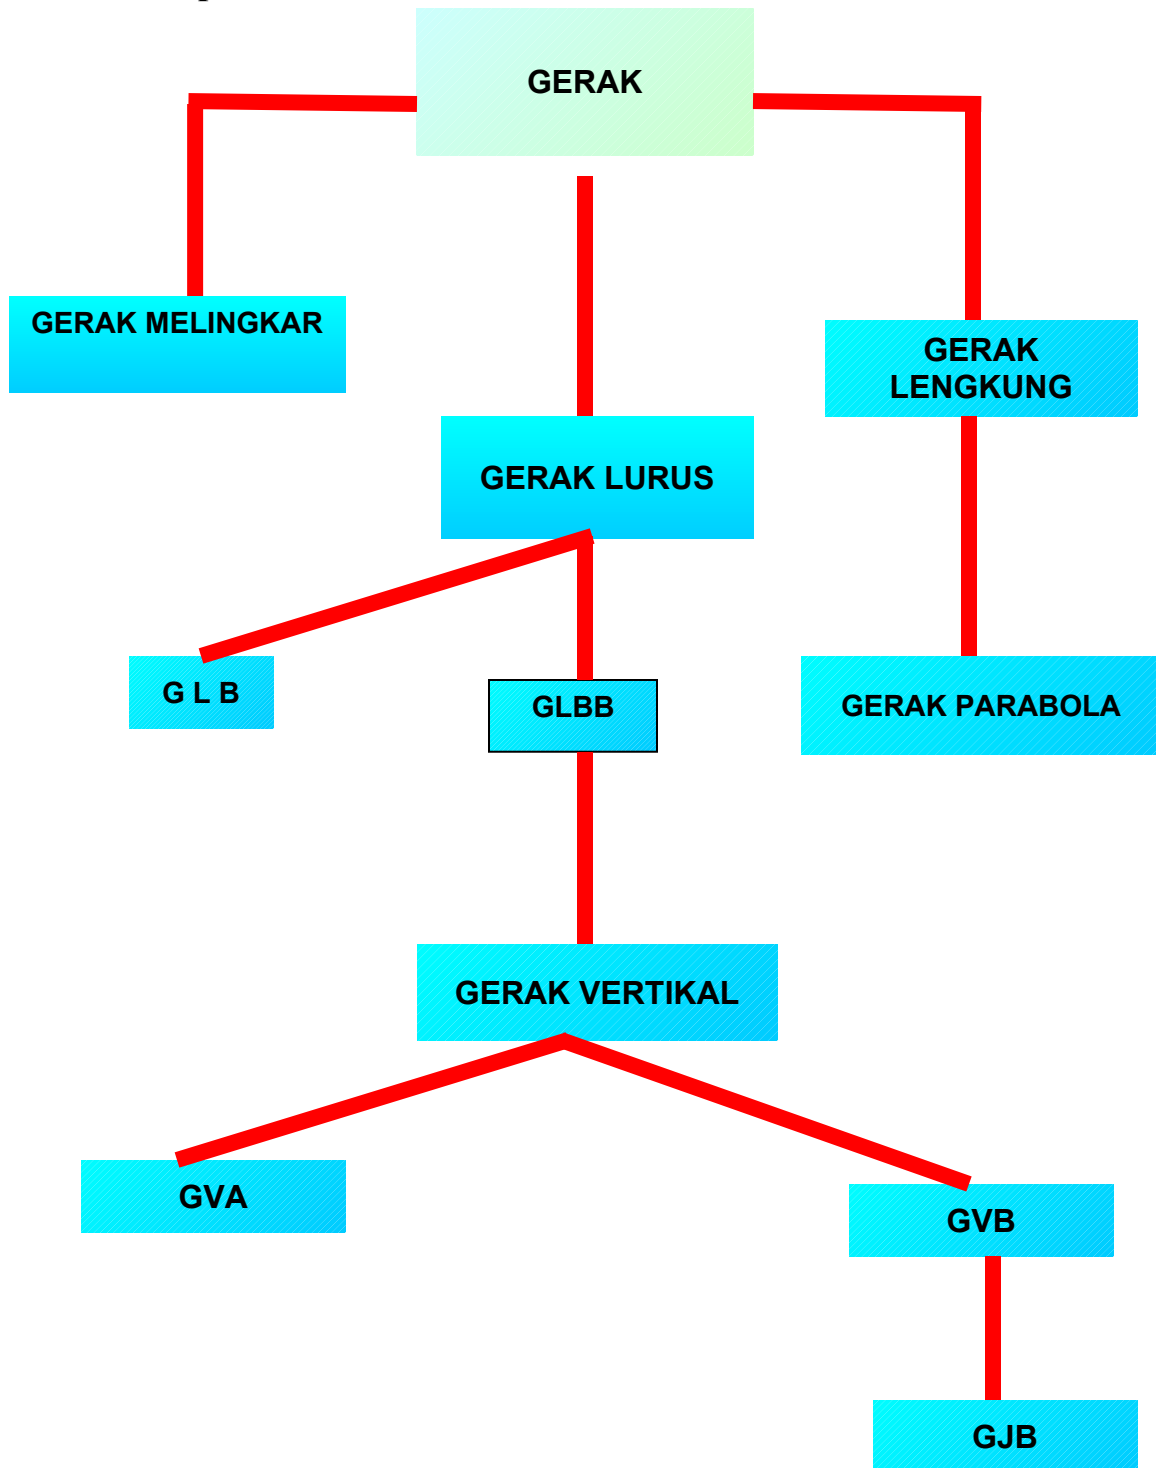 GERAK
GERAK MELINGKAR
GERAK
LENGKUNG
GERAK LURUS
G L B
GLBB
GERAK PARABOLA
GERAK VERTIKAL
GVA
GVB
GJB